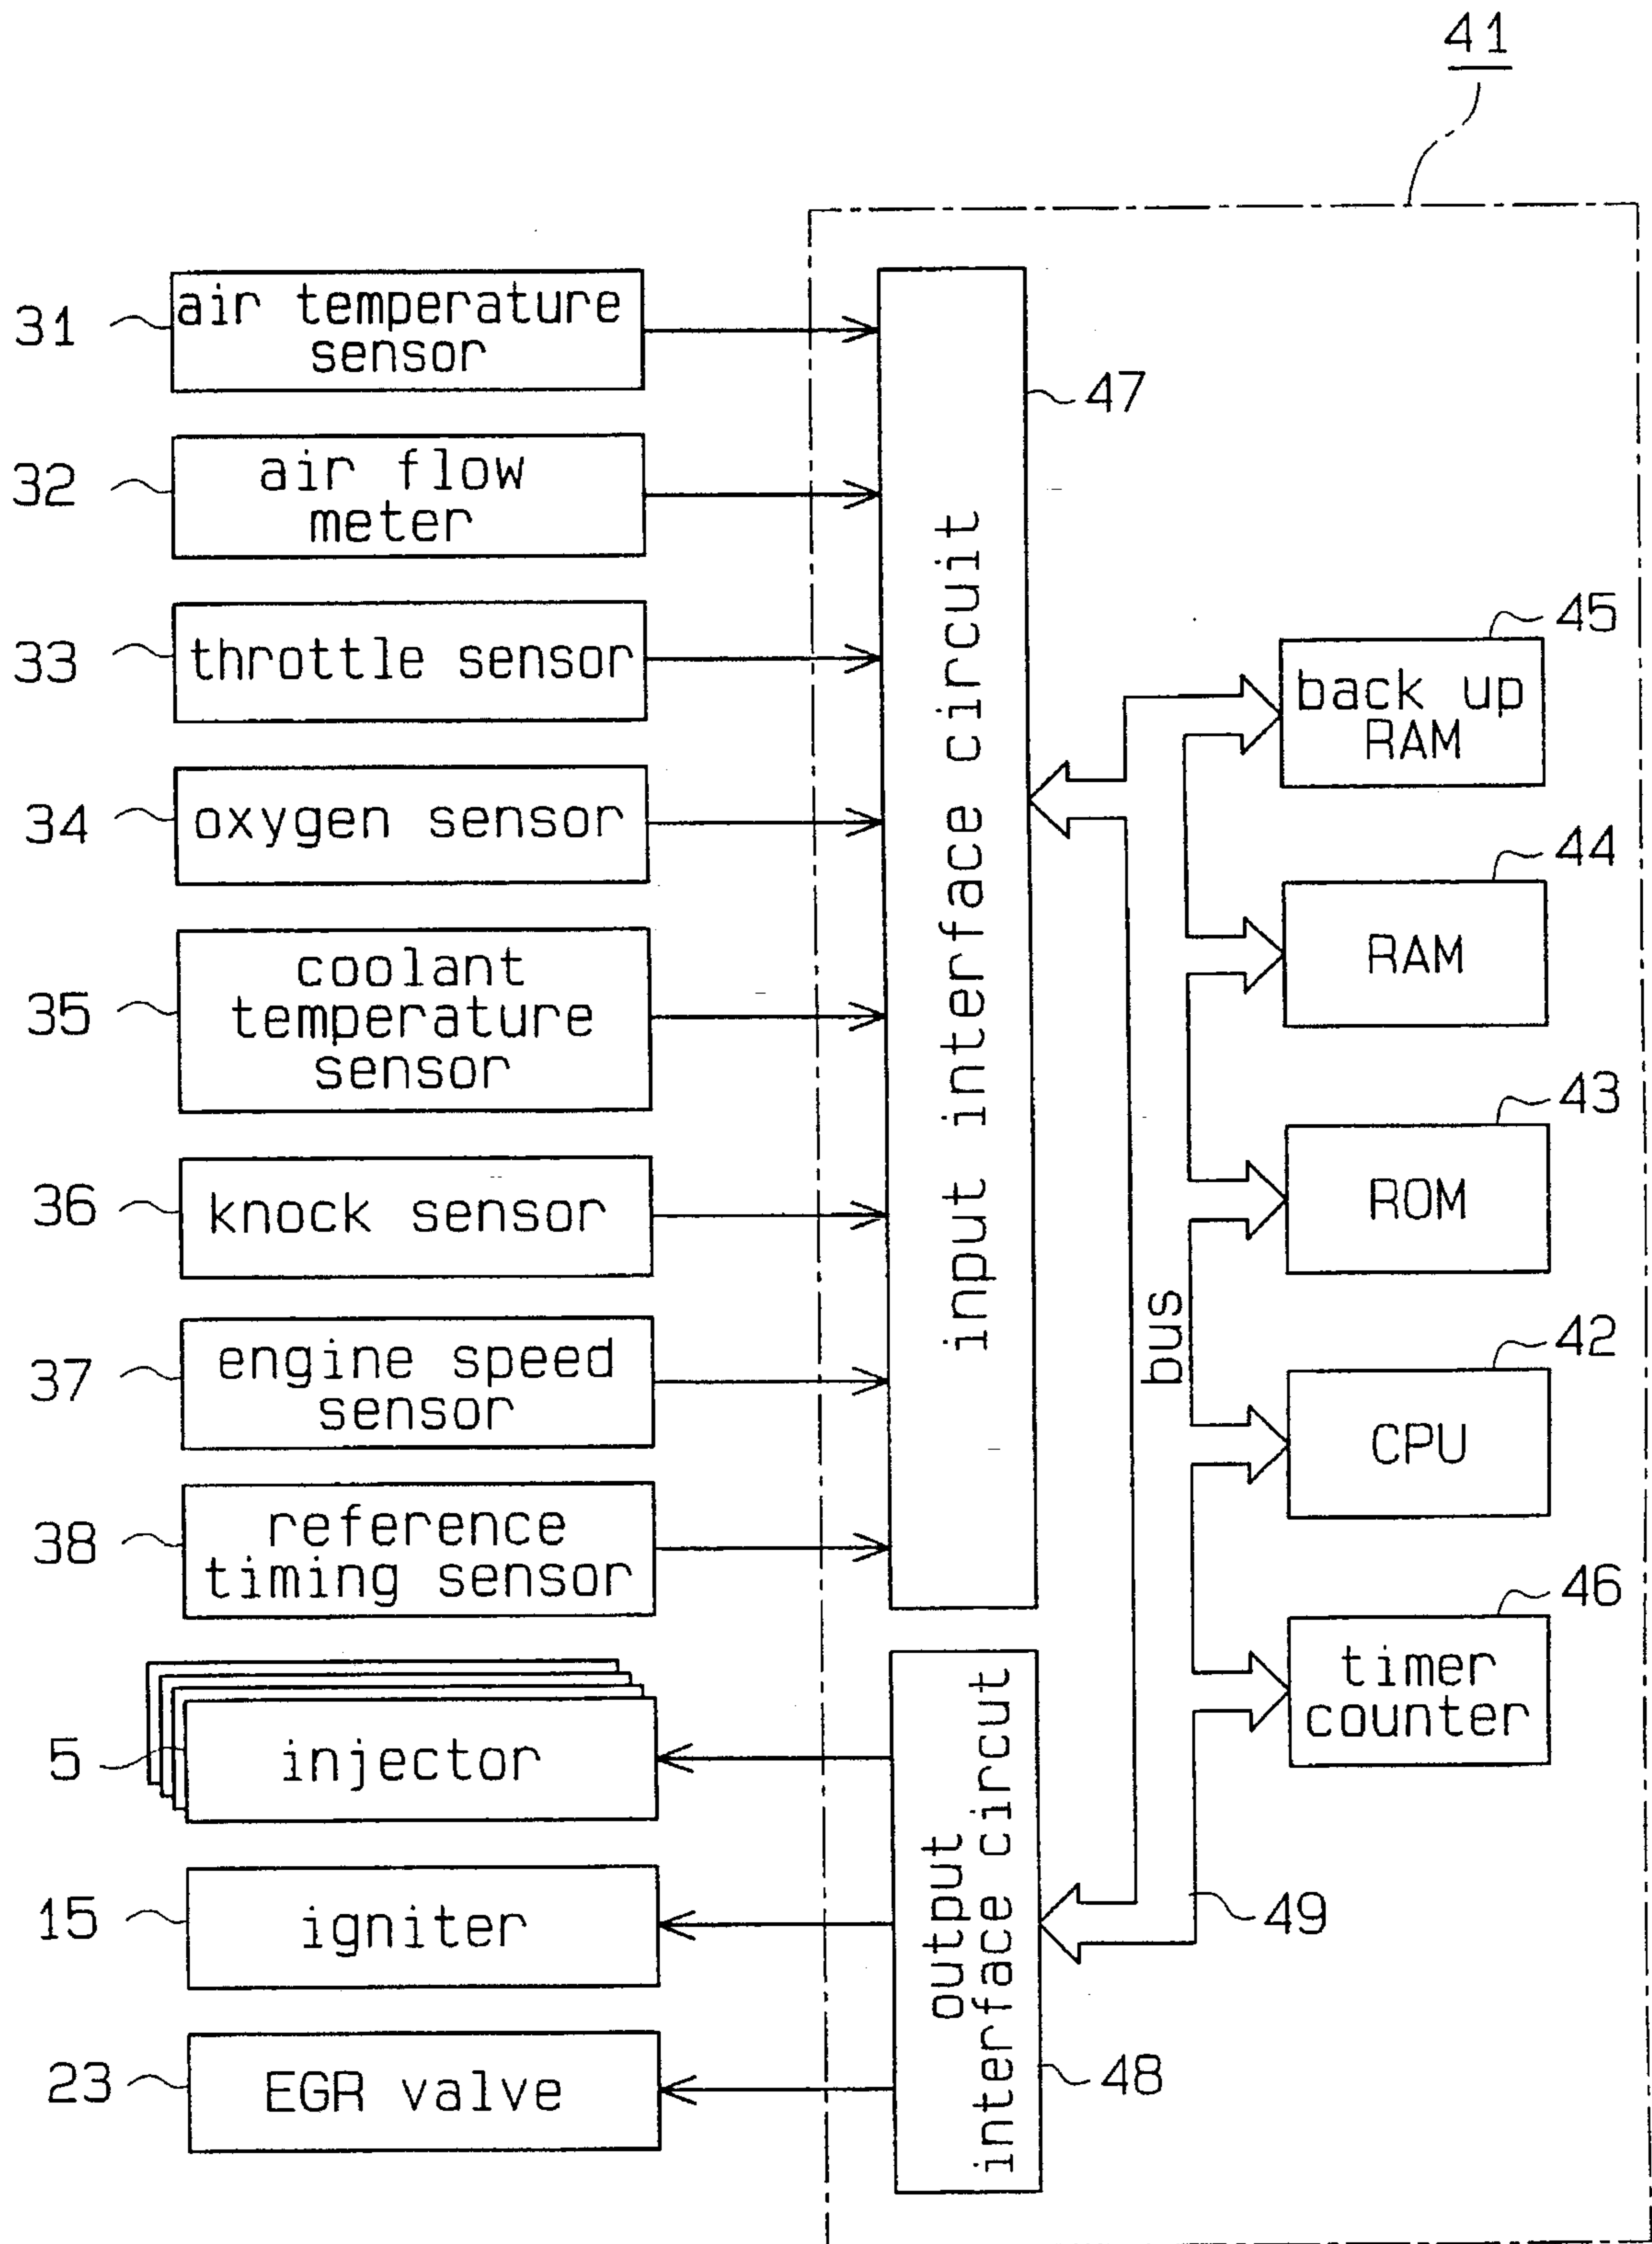 41
31
air temperature
sensor
47
32
air flow
meter
33
throttle sensor
34
oxygen sensor
35
coolant
temperature
sensor
36
knock sensor
37
engine speed
sensor
38
reference
timing sensor
input interface circuit
45
back up
RAM
44
RAM
43
ROM
bus
42
CPU
46
timer
counter
5
injector
15
igniter
23
EGR valve
output
interface circut
49
48